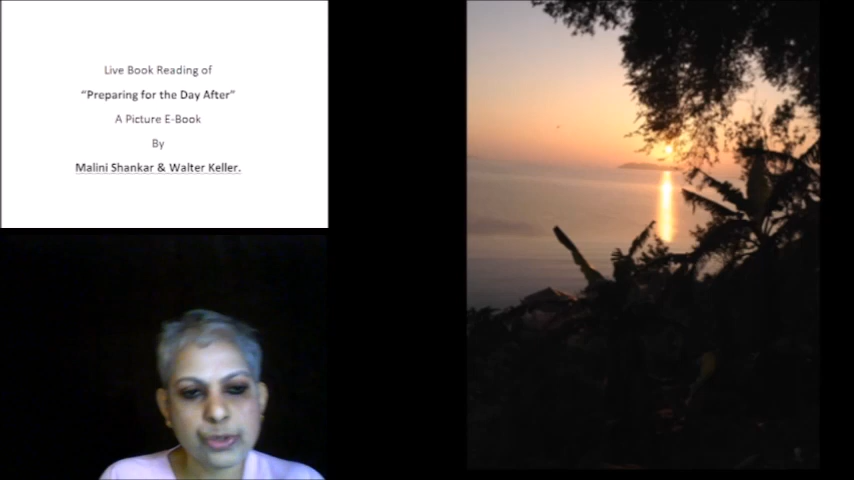 Live Book Reading of
“Preparing for the Day After”
A Picture E-Book
By
Malini Shankar & Walter Keller.